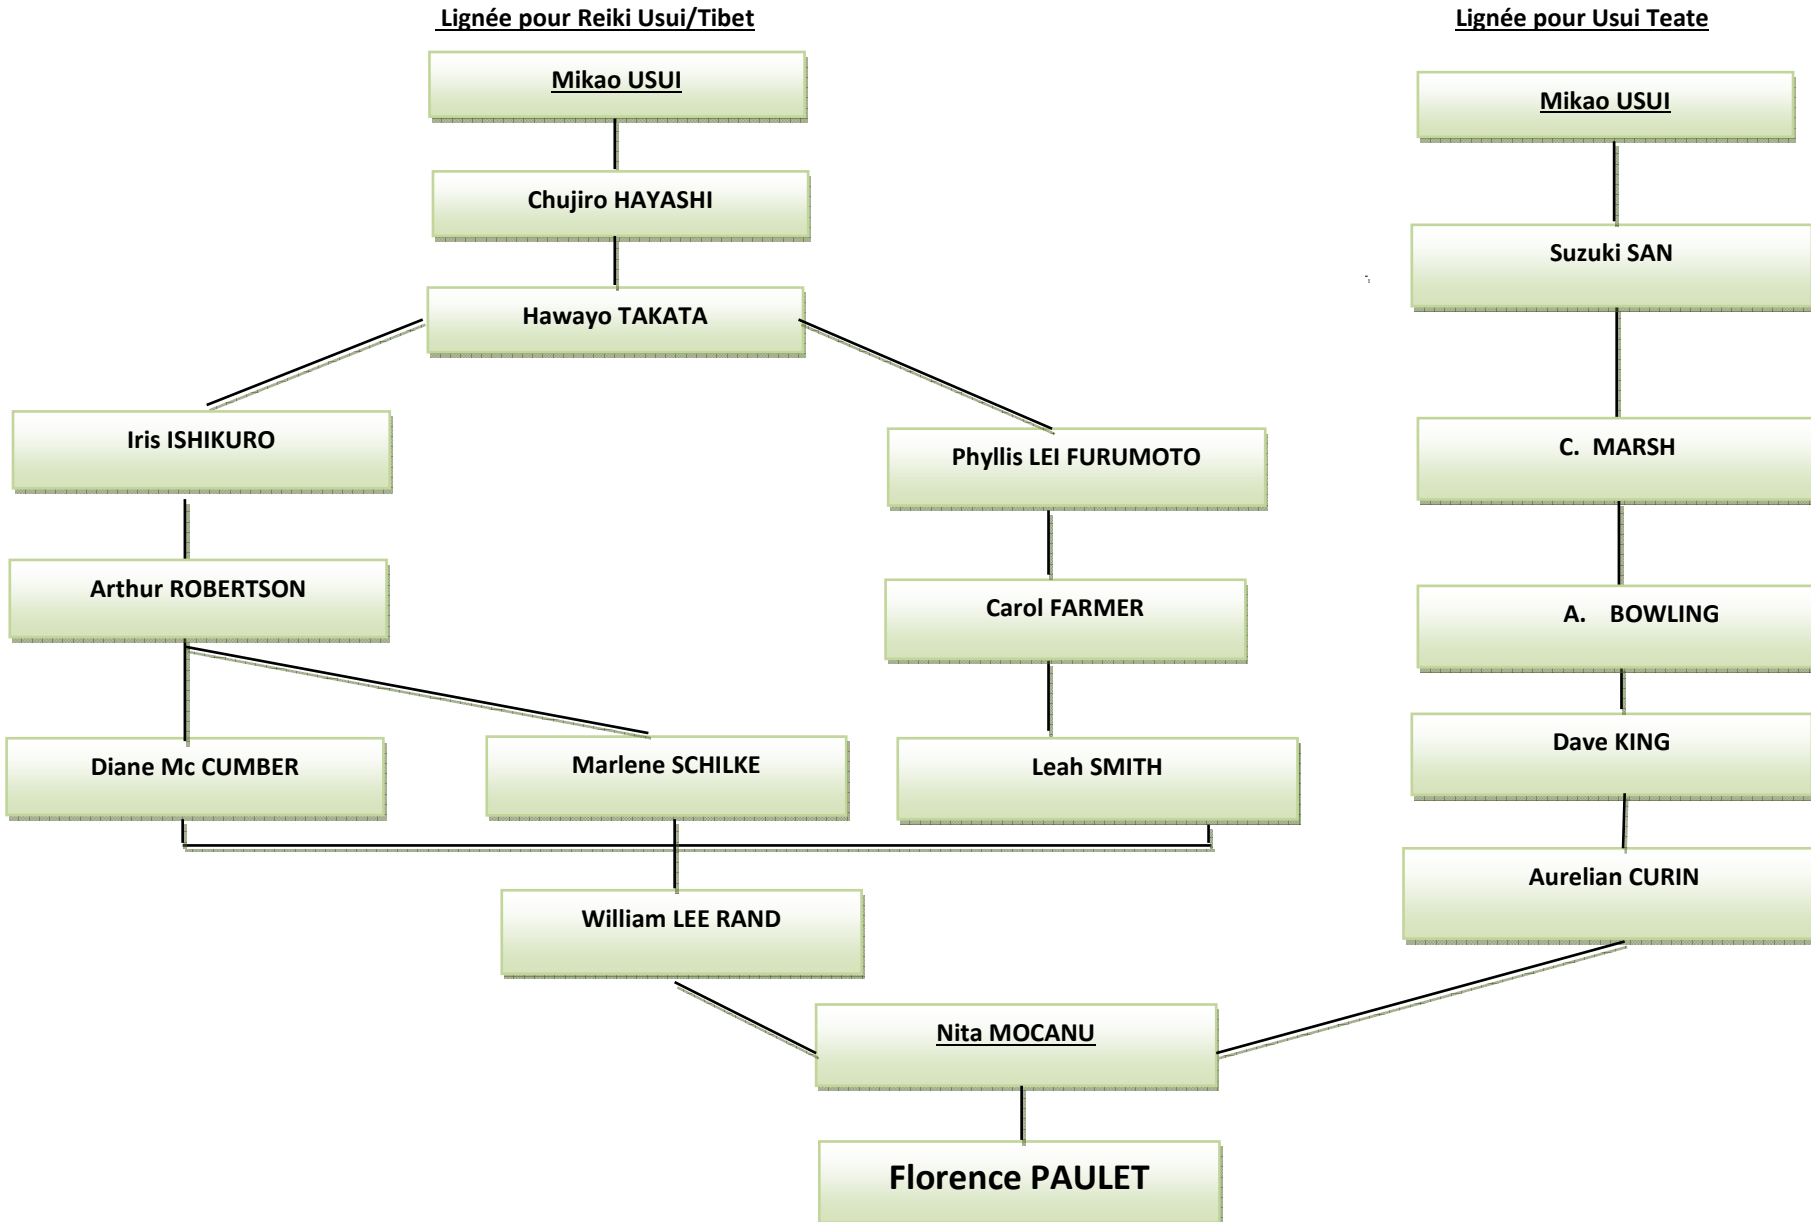 Lignée pour Reiki Usui/Tibet
Lignée pour Usui Teate
Mikao USUI
Mikao USUI
Chujiro HAYASHI
Suzuki SAN
Hawayo TAKATA
Iris ISHIKURO
Phyllis LEI FURUMOTO
C. MARSH
Arthur ROBERTSON
Carol FARMER
A. BOWLING
Diane Mc CUMBER
Marlene SCHILKE
Leah SMITH
Dave KING
William LEE RAND
Aurelian CURIN
Nita MOCANU
Florence PAULET